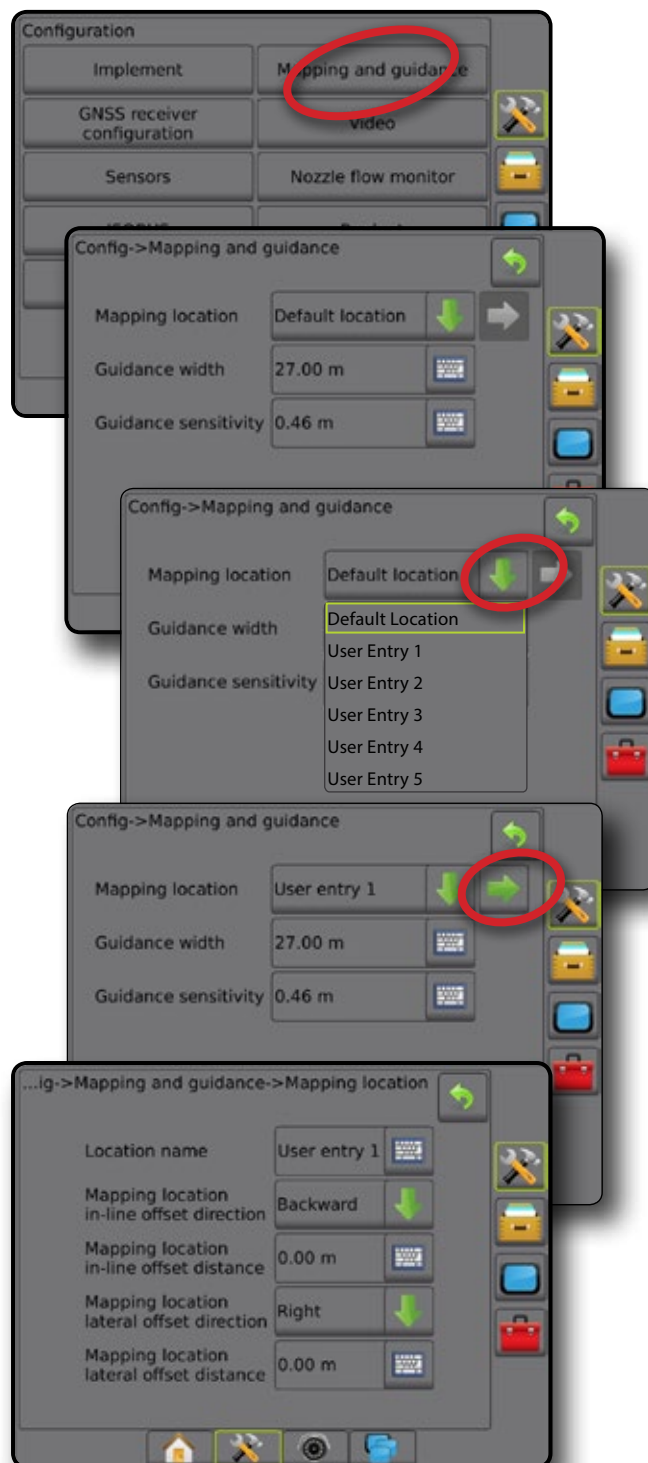 Configuration
Implement
Mapping and guidance
GNSS receiver
configuration
Video
Sensors
Nozzle flow monitor
Config->Mapping and guidance
Mapping location
Default location
Guidance width
27.00 m
Guidance sensitivity
0.46 m
Config->Mapping and guidance
Mapping location
Default location
Guidance width
Default Location
User Entry 1
Guidance sensitivity
User Entry 2
User Entry 3
User Entry 4
User Entry 5
Config->Mapping and guidance
Mapping location
User entry 1
Guidance width
27.00 m
Guidance sensitivity
0.46 m
...ig->Mapping and guidance->Mapping location
Location name
User entry 1
Mapping location
in-line offset direction
Backward
Mapping location
in-line offset distance
0.00 m
Mapping location
lateral offset direction
Right
Mapping location
lateral offset distance
0.00 m